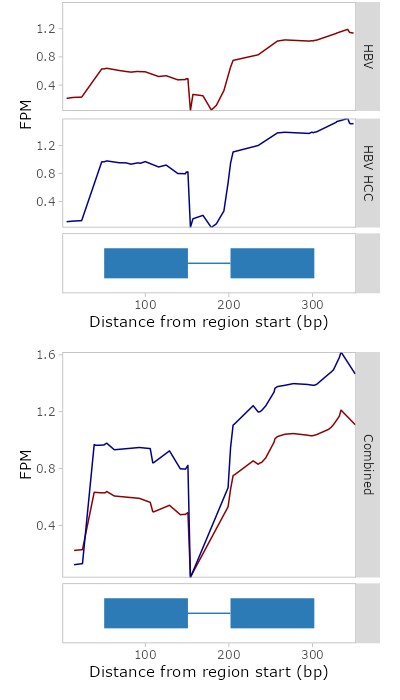 1.2
0.8
0.4
HBV
FPM
1.2
0.8
0.4
HBV HCC
100 200 300
Distance from region start (bp)
1.6
1.2
0.8
0.4
FPM
Combined
100 200 300
Distance from region start (bp)